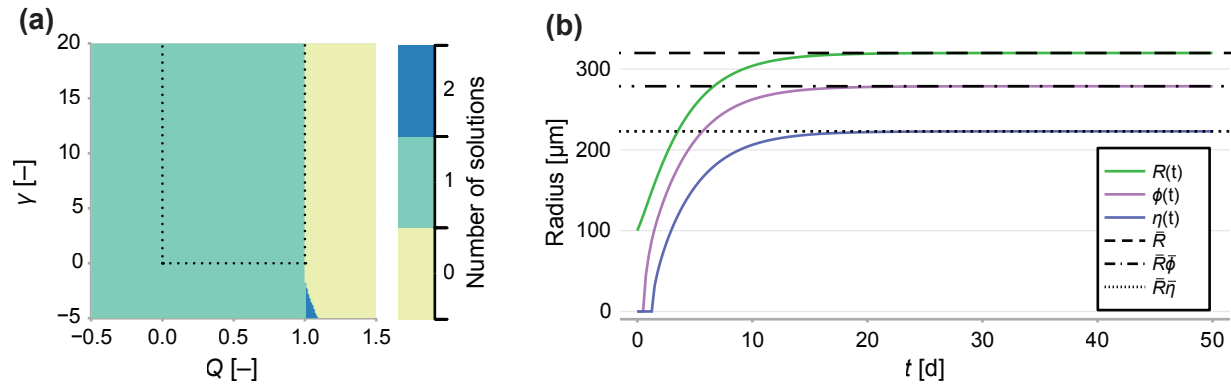 (a)
20
15
10
5
0
−5
γ [–]
−0.5 0.0 0.5 1.0 1.5
Q [–]
2
1
0
Number of solutions
(b)
300
200
100
0
Radius [µm]
0 10 20 30 40 50
t [d]
R(t)
ϕ(t)
η(t)
R̄
R̄ϕ̄
R̄η̄